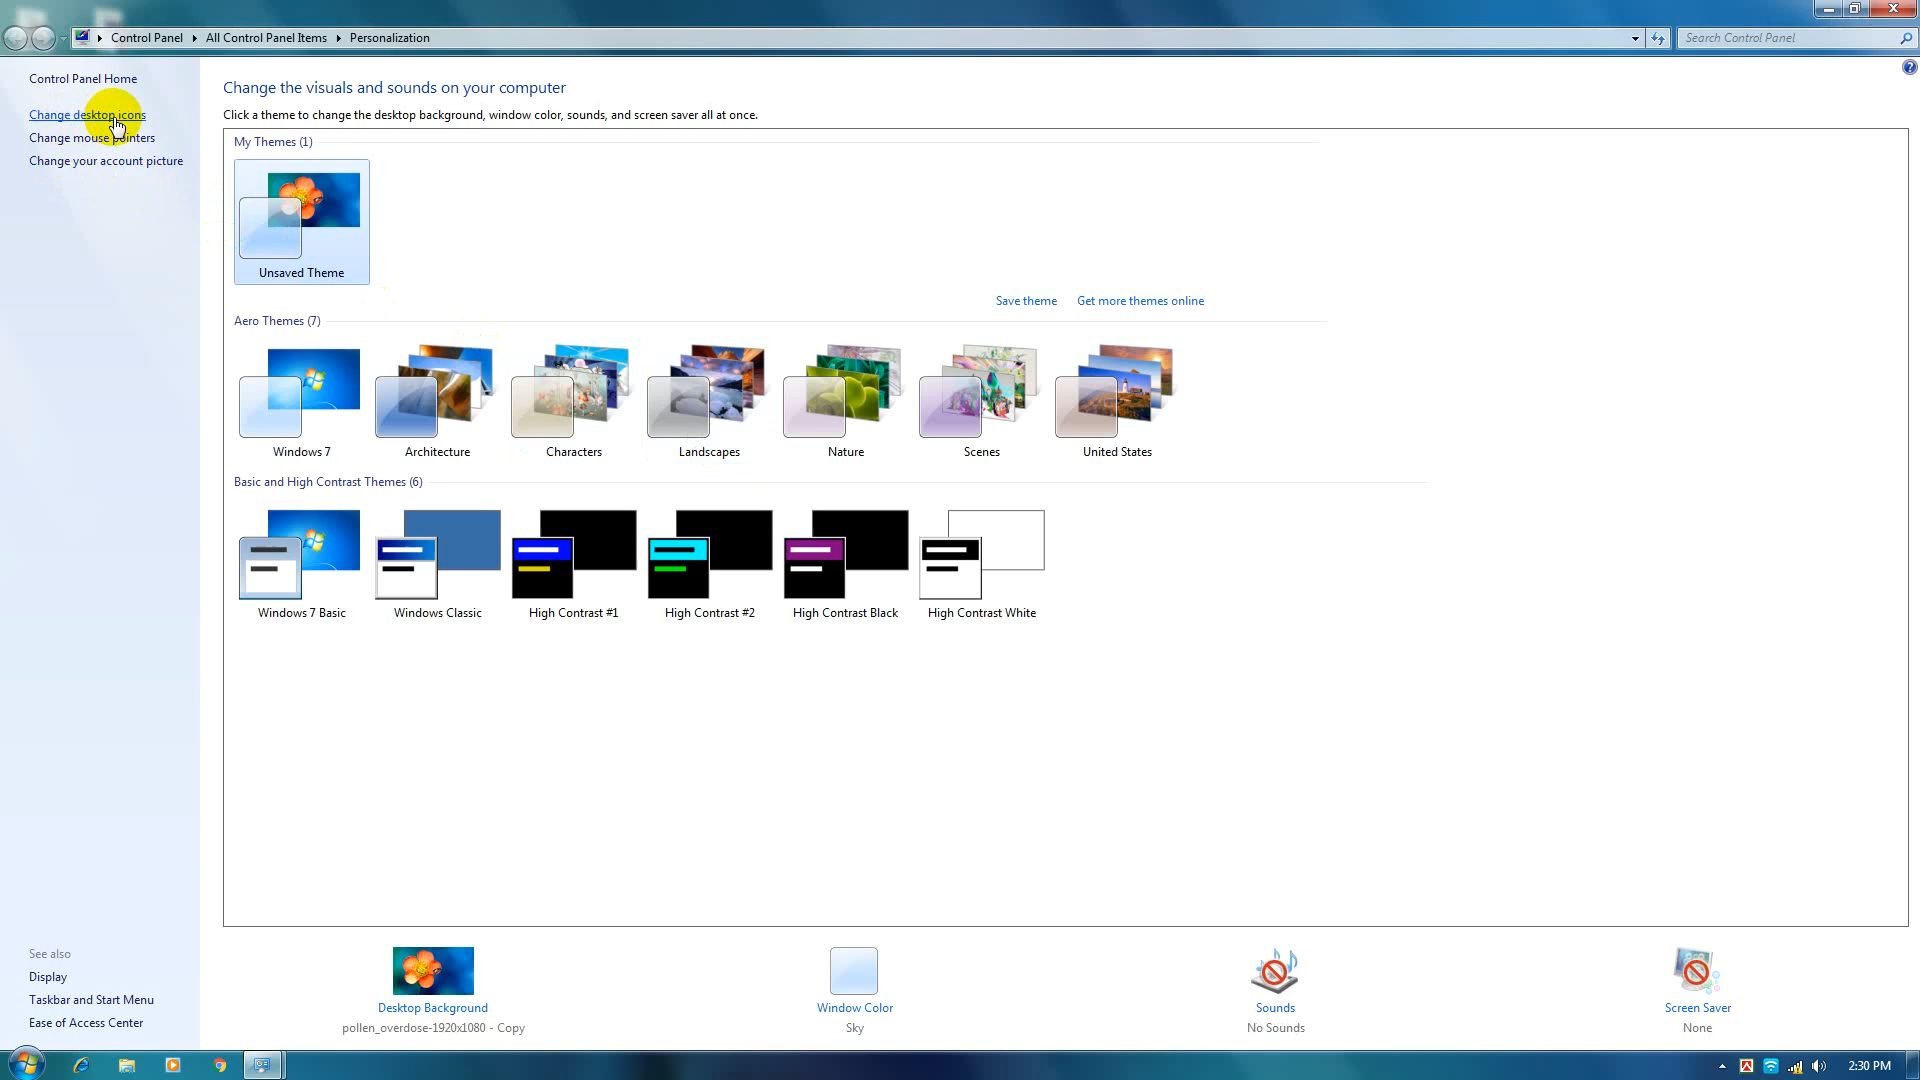 Control Panel
All Control Panel Items
Personalization
Search Control Panel
Control Panel Home
Change desktop icons
Change mouse pointers
Change your account picture
Change the visuals and sounds on your computer
Click a theme to change the desktop background, window color, sounds, and screen saver all at once.
My Themes (1)
Unsaved Theme
Save theme
Get more themes online
Aero Themes (7)
Windows 7
Architecture
Characters
Landscapes
Nature
Scenes
United States
Basic and High Contrast Themes (6)
Windows 7 Basic
Windows Classic
High Contrast #1
High Contrast #2
High Contrast Black
High Contrast White
See also
Display
Taskbar and Start Menu
Ease of Access Center
Desktop Background
pollen_overdose-1920x1080 - Copy
Window Color
Sky
Sounds
No Sounds
Screen Saver
None
2:30 PM